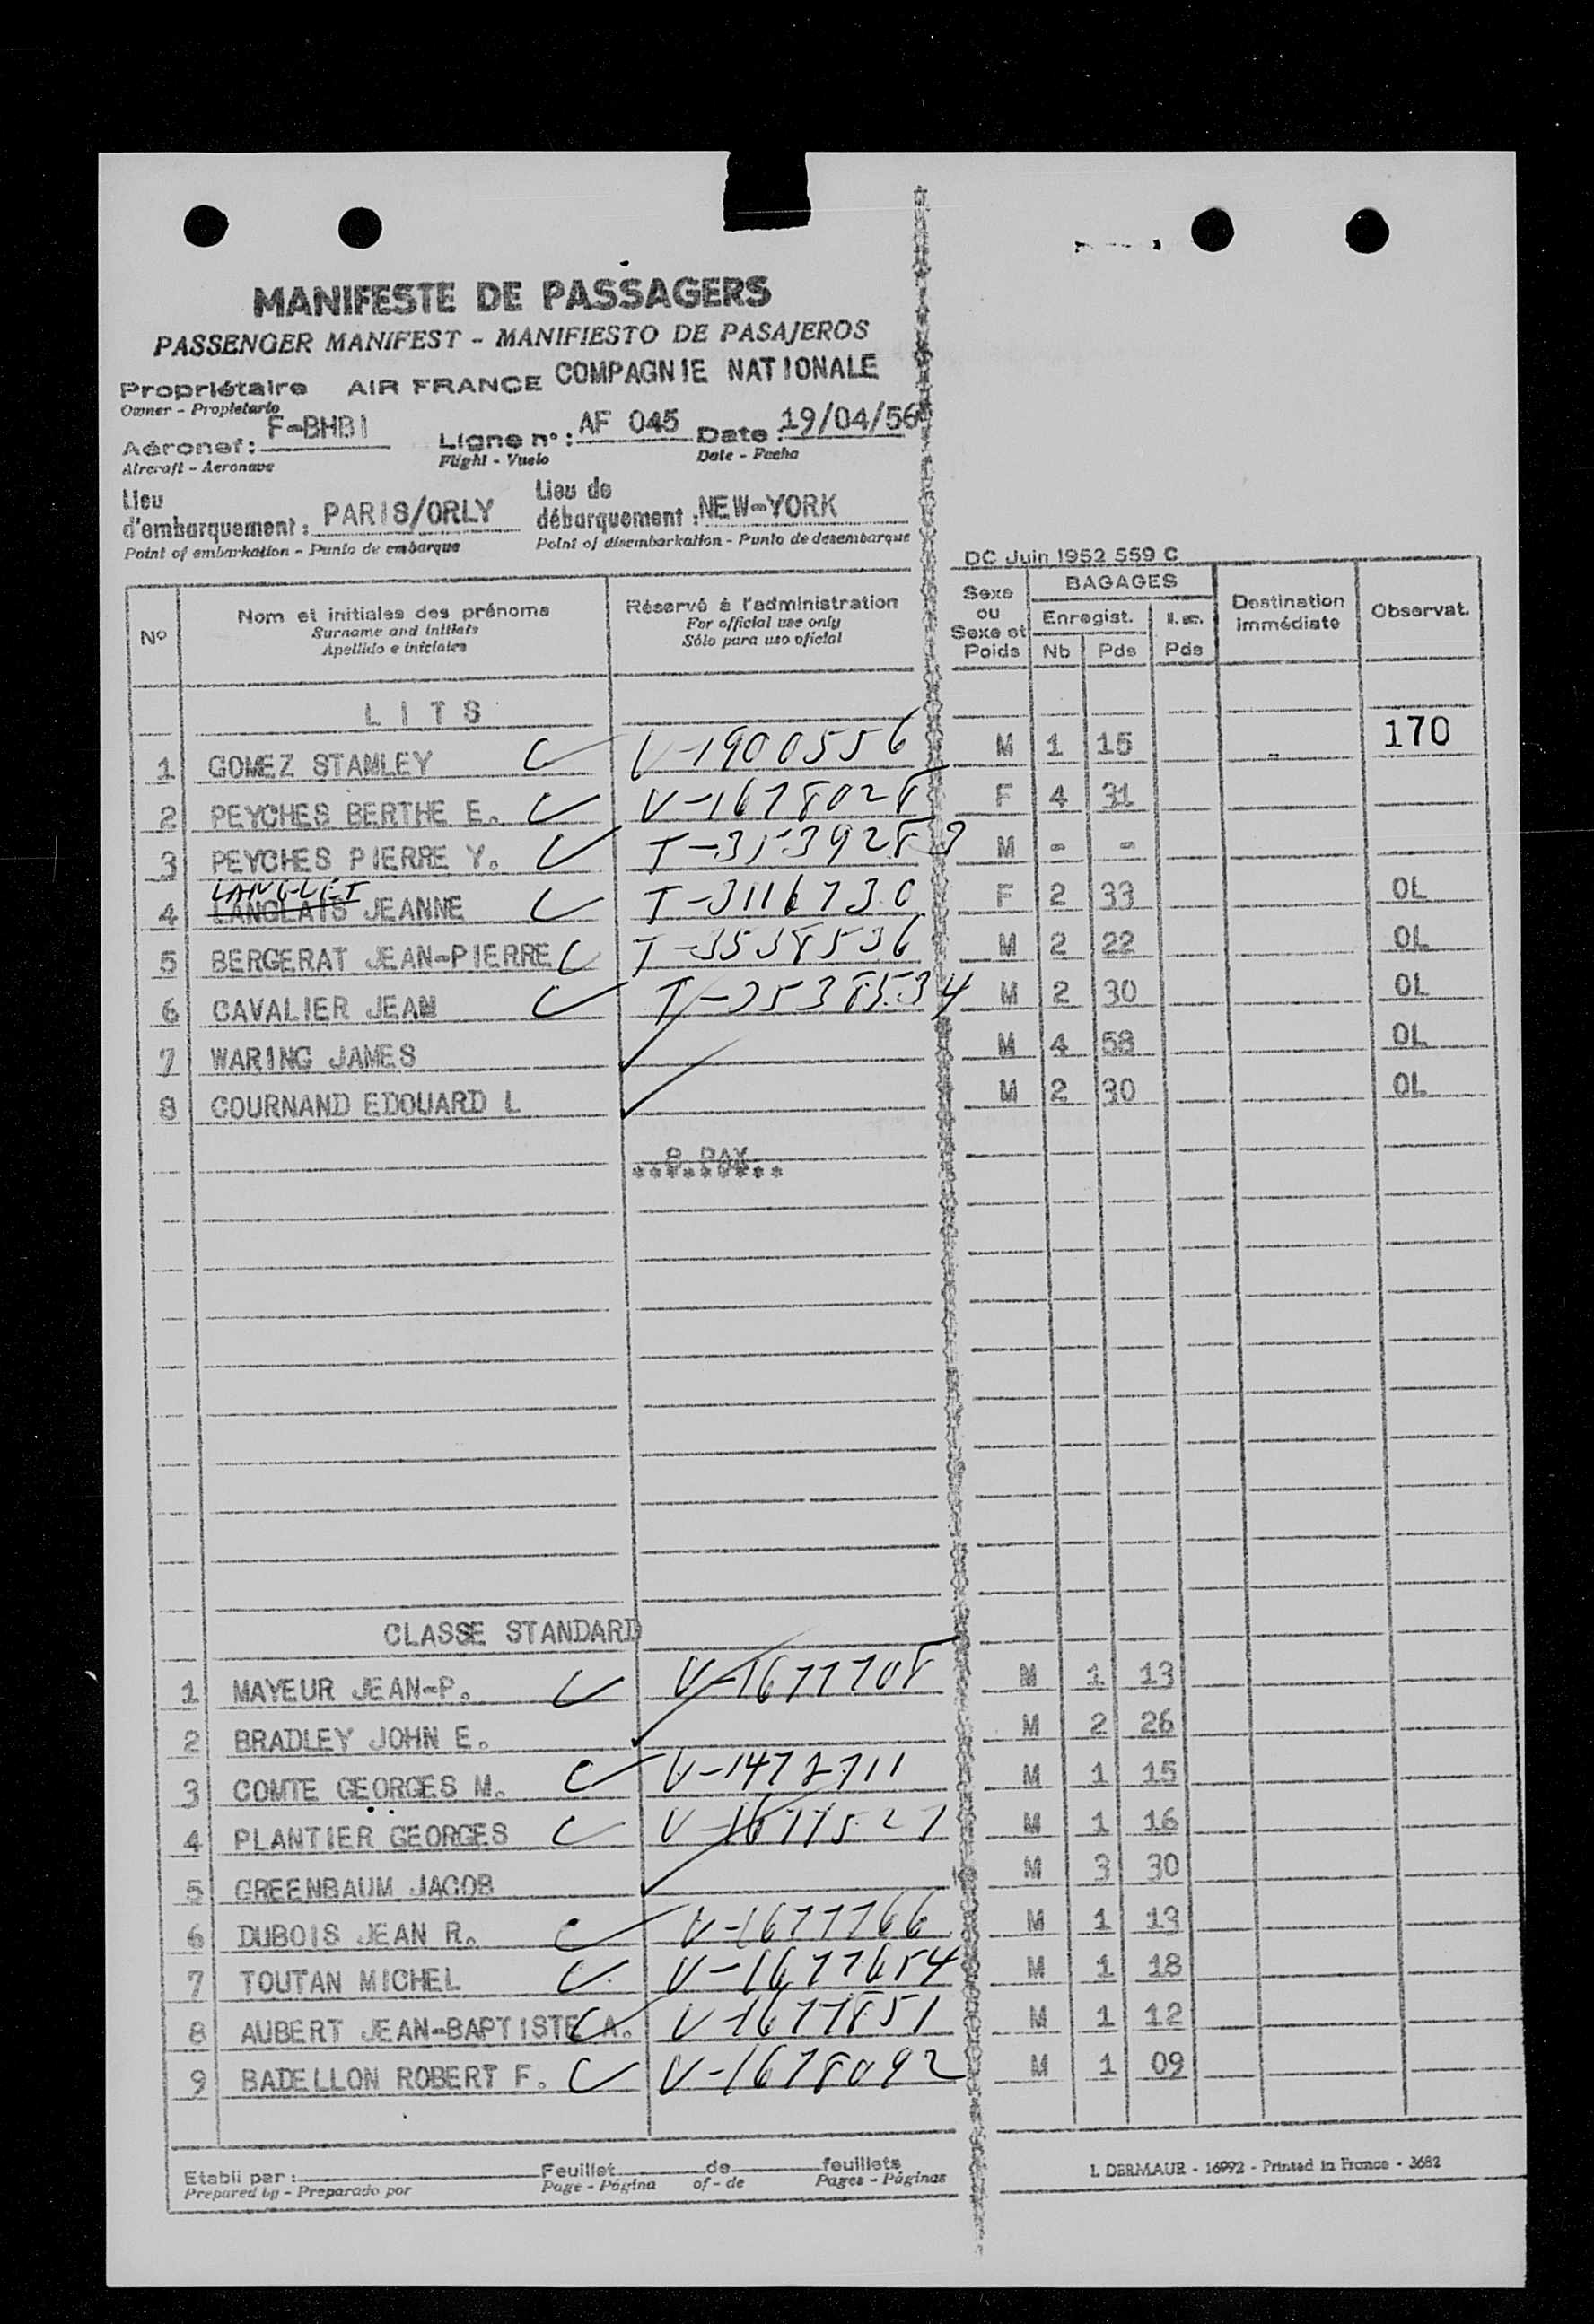 MANIFESTE DE PASSAGERS
PASSENGER MANIFEST - MANIFIESTO DE PASAJEROS
Propriétaire AIR FRANCE COMPAGNIE NATIONALE
Owner - Propietario
Aéronef: F-BHBI Ligne n°: AF 045 Date: 19/04/56
Aircraft - Aeronave Flight - Vuelo Date - Fecha
Lieu d'embarquement: PARIS/ORLY Lieu de débarquement: NEW-YORK
Point of embarkation - Punto de embarque Point of disembarkation - Punto de desembarque
DC Juin 1952 559 C
N° Nom et initiales des prénoms Réservé à l'administration Sexe ou Sexe et Poids BAGAGES Destination immédiate Observat.
Surname and initials For official use only Enregist.
Apellido e iniciales Sólo para uso oficial Nb Pds Pds
LITS
170
1 GOMEZ STANLEY V-1900556 M 1 15 -
2 PEYCHES BERTHE E. V-1678028 F 4 31
3 PEYCHES PIERRE Y. T-3539283 M - -
LANGLET
4 LANGLAIS JEANNE T-3116730 F 2 33 OL
5 BERGERAT JEAN-PIERRE T-3538536 M 2 22 OL
6 CAVALIER JEAN T-3538534 M 2 30 OL
7 WARING JAMES M 4 58 OL
8 COURNAND EDOUARD L M 2 30 OL
8 PAX
*********
CLASSE STANDARD
1 MAYEUR JEAN-P. V-1677708 M 1 13
2 BRADLEY JOHN E. M 2 26
3 COMTE GEORGES M. V-1472711 M 1 15
4 PLANTIER GEORGES V-1677527 M 1 16
5 GREENBAUM JACOB M 3 30
6 DUBOIS JEAN R. V-1677766 M 1 13
7 TOUTAN MICHEL V-1677654 M 1 18
8 AUBERT JEAN-BAPTISTE A. V-1677851 M 1 12
9 BADELLON ROBERT F. V-1678092 M 1 09
Etabli par: Feuillet de feuillets
Prepared by - Preparado por Page - Página of - de Pages - Páginas
I. DERMAUR - 16992 - Printed in France - 3682